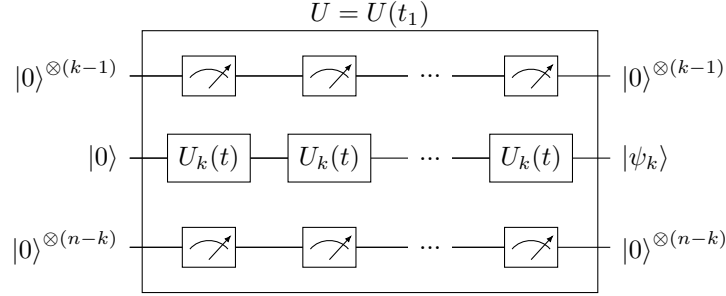 U = U(t₁)
|0⟩^{⊗(k−1)} ... |0⟩^{⊗(k−1)}
|0⟩ U_k(t) U_k(t) ... U_k(t) |ψ_k⟩
|0⟩^{⊗(n−k)} ... |0⟩^{⊗(n−k)}